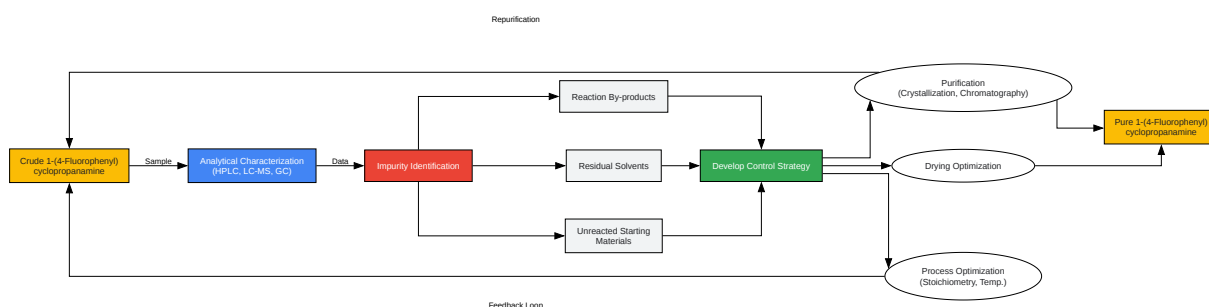 Repurification
Purification
(Crystallization, Chromatography)
Reaction By-products
Pure 1-(4-Fluorophenyl)
cyclopropanamine
Crude 1-(4-Fluorophenyl)
cyclopropanamine
Sample
Analytical Characterization
(HPLC, LC-MS, GC)
Data
Impurity Identification
Residual Solvents
Develop Control Strategy
Drying Optimization
Unreacted Starting
Materials
Process Optimization
(Stoichiometry, Temp.)
Feedback Loop